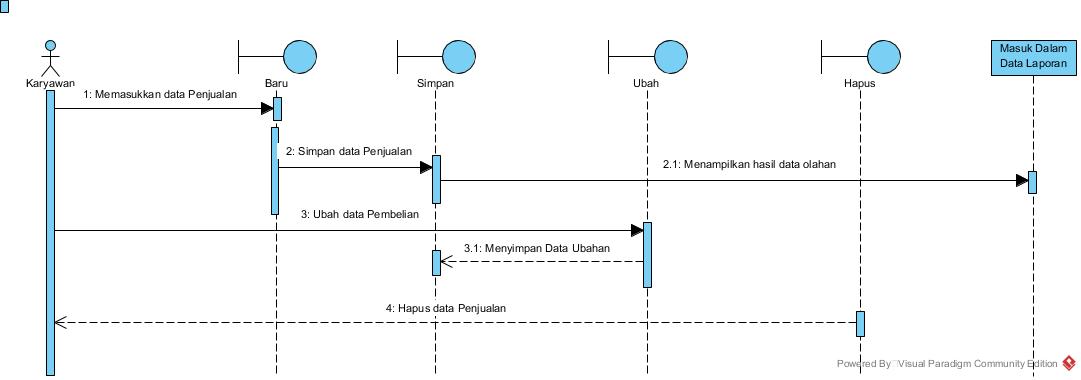 Karyawan
Baru
Simpan
Ubah
Hapus
Masuk Dalam
Data Laporan
1: Memasukkan data Penjualan
2: Simpan data Penjualan
2.1: Menampilkan hasil data olahan
3: Ubah data Pembelian
3.1: Menyimpan Data Ubahan
4: Hapus data Penjualan
Powered By Visual Paradigm Community Edition